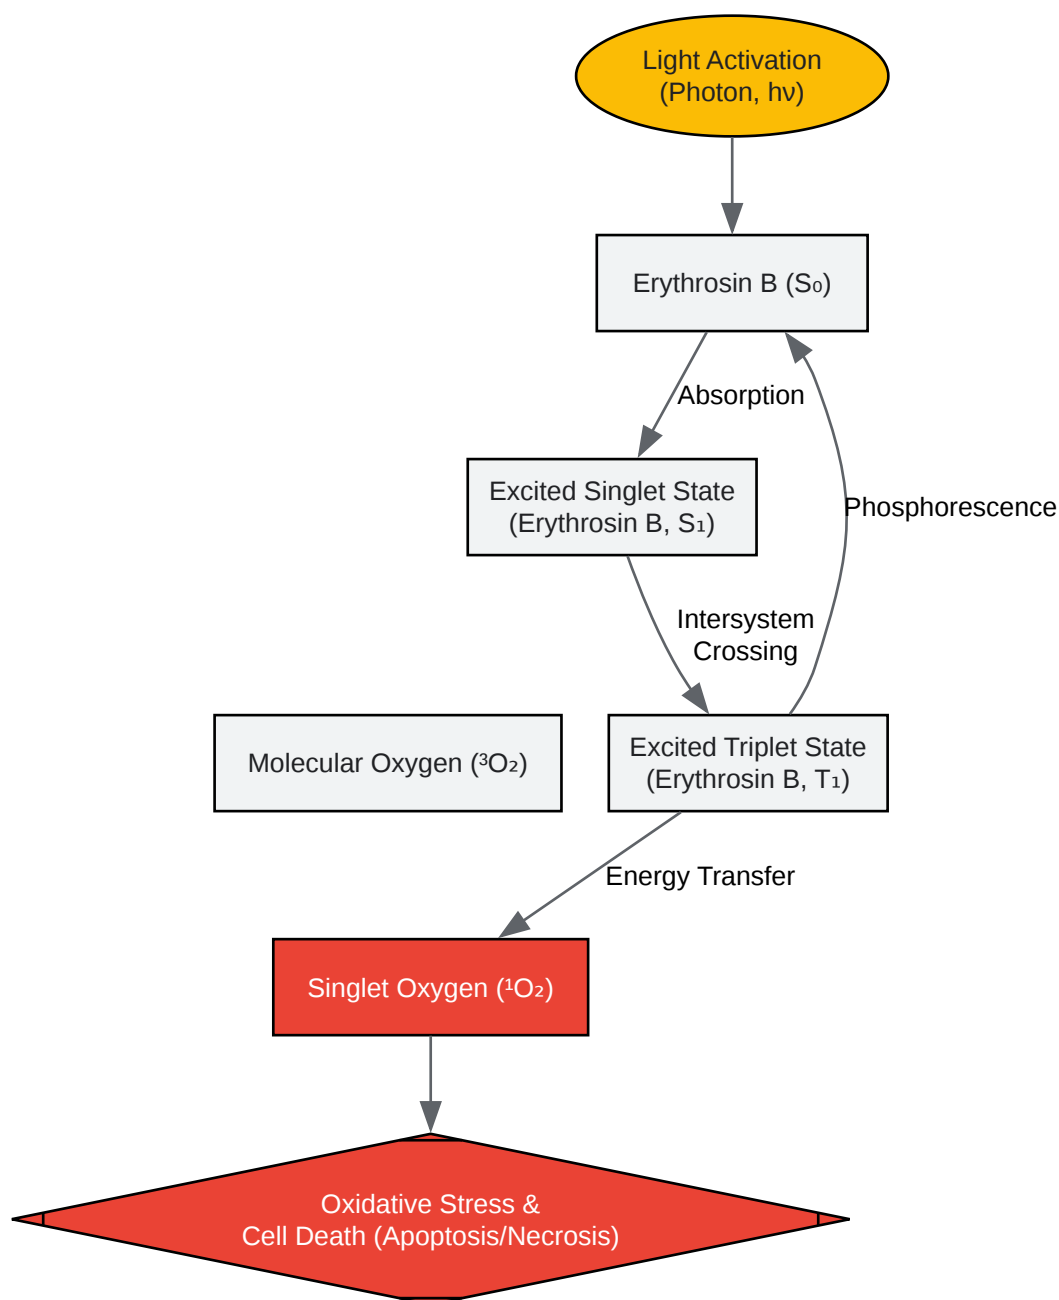 Light Activation
(Photon, hν)
Erythrosin B (S₀)
Absorption
Excited Singlet State
(Erythrosin B, S₁)
Phosphorescence
Intersystem
Crossing
Molecular Oxygen (³O₂)
Excited Triplet State
(Erythrosin B, T₁)
Energy Transfer
Singlet Oxygen (¹O₂)
Oxidative Stress &
Cell Death (Apoptosis/Necrosis)